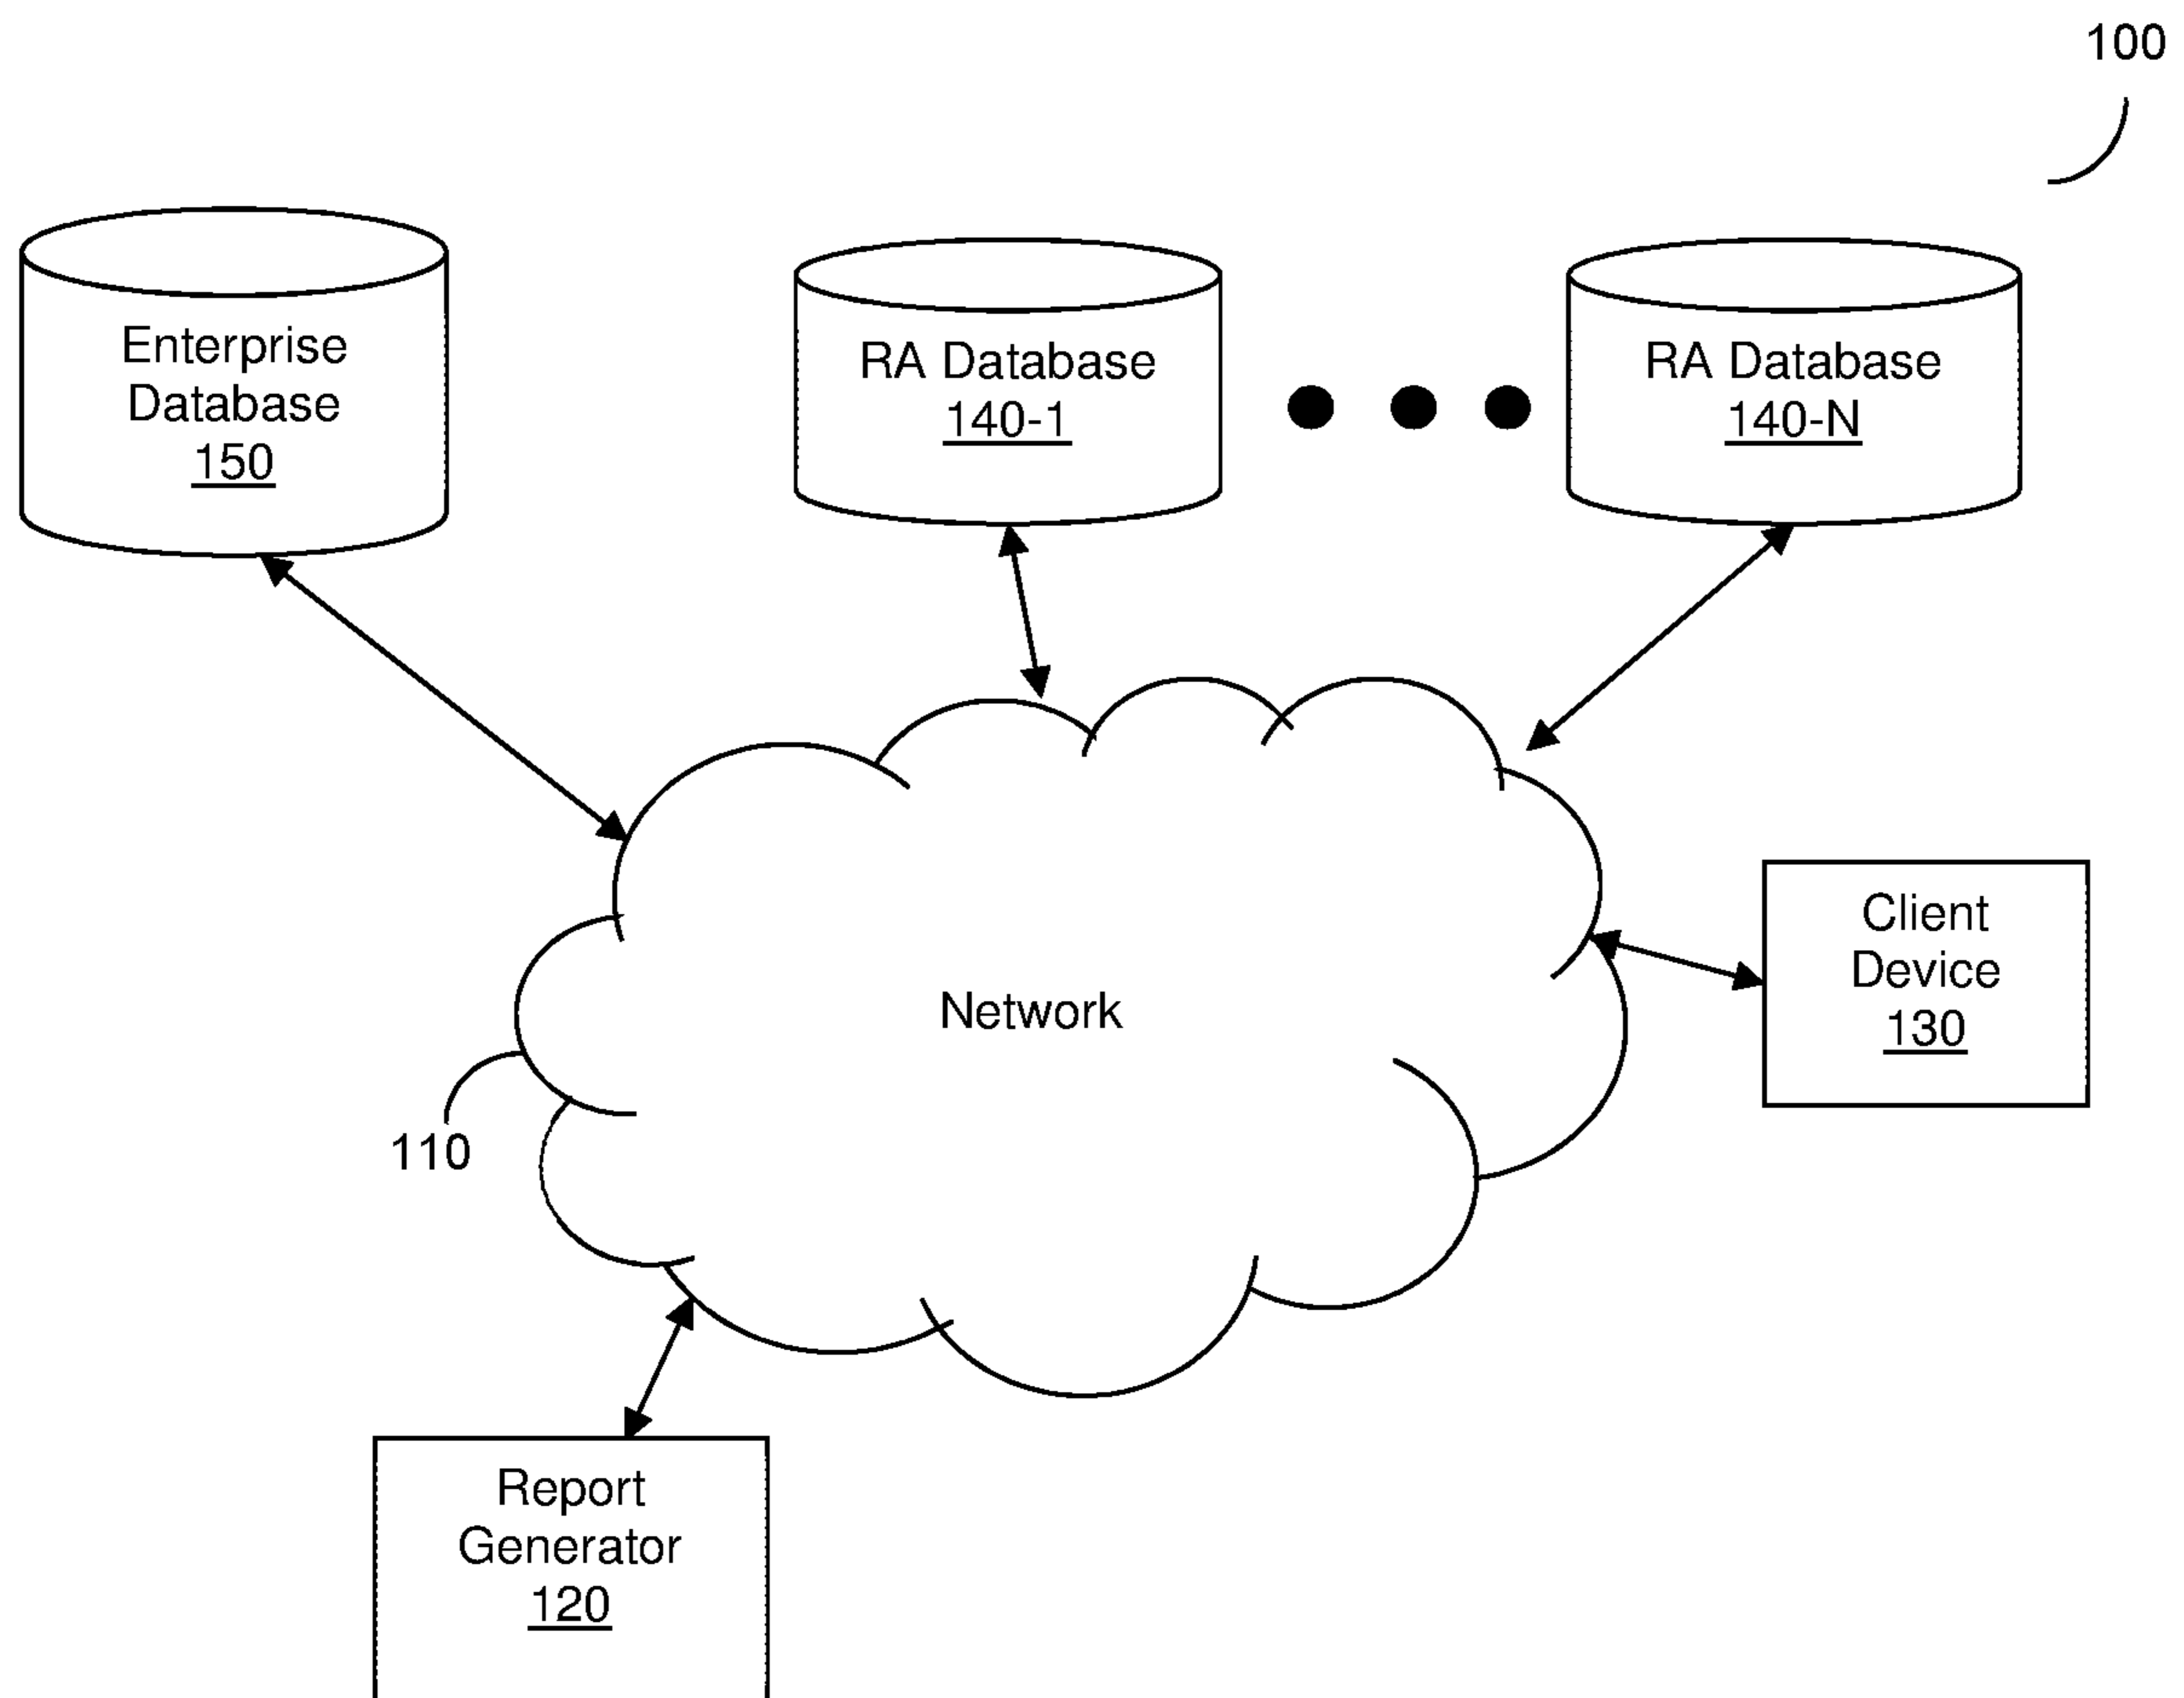 100
Enterprise
Database
150
RA Database
140-1
RA Database
140-N
Network
Client
Device
130
110
Report
Generator
120